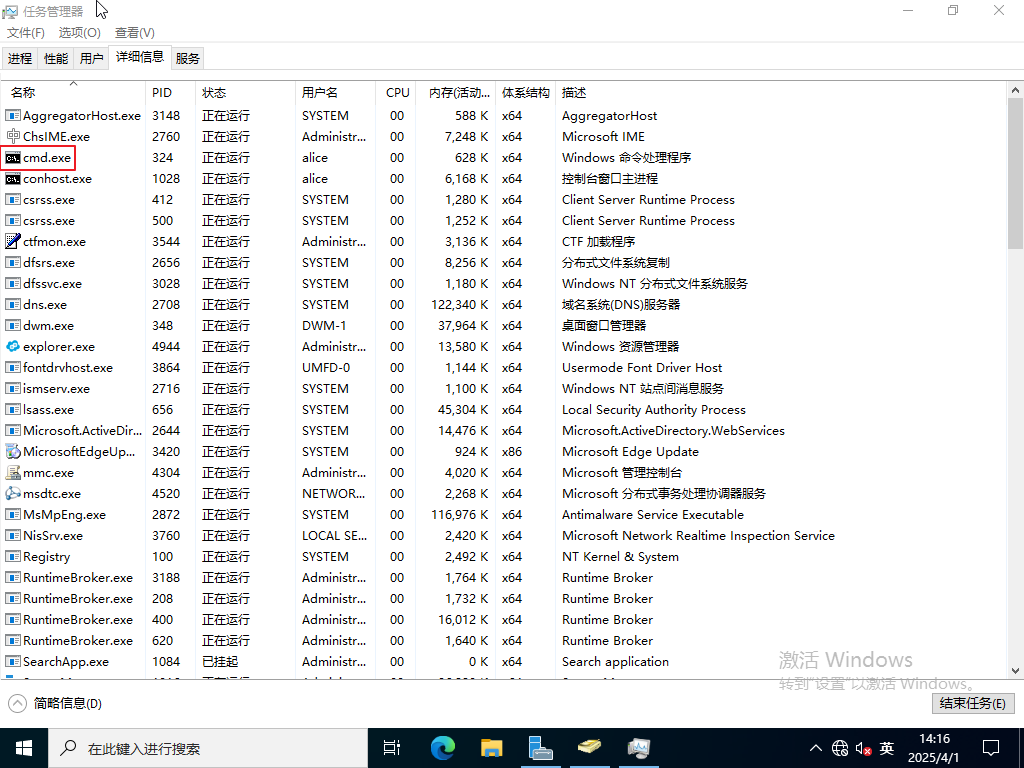 任务管理器
文件(F) 选项(O) 查看(V)
进程 性能 用户 详细信息 服务
名称 PID 状态 用户名 CPU 内存(活动... 体系结构 描述
AggregatorHost.exe 3148 正在运行 SYSTEM 00 588 K x64 AggregatorHost
ChsIME.exe 2760 正在运行 Administr... 00 7,248 K x64 Microsoft IME
cmd.exe 324 正在运行 alice 00 628 K x64 Windows 命令处理程序
conhost.exe 1028 正在运行 alice 00 6,168 K x64 控制台窗口主进程
csrss.exe 412 正在运行 SYSTEM 00 1,280 K x64 Client Server Runtime Process
csrss.exe 500 正在运行 SYSTEM 00 1,252 K x64 Client Server Runtime Process
ctfmon.exe 3544 正在运行 Administr... 00 3,136 K x64 CTF 加载程序
dfsrs.exe 2656 正在运行 SYSTEM 00 8,256 K x64 分布式文件系统复制
dfssvc.exe 3028 正在运行 SYSTEM 00 1,180 K x64 Windows NT 分布式文件系统服务
dns.exe 2708 正在运行 SYSTEM 00 122,340 K x64 域名系统(DNS)服务器
dwm.exe 348 正在运行 DWM-1 00 37,964 K x64 桌面窗口管理器
explorer.exe 4944 正在运行 Administr... 00 13,580 K x64 Windows 资源管理器
fontdrvhost.exe 3864 正在运行 UMFD-0 00 1,144 K x64 Usermode Font Driver Host
ismserv.exe 2716 正在运行 SYSTEM 00 1,100 K x64 Windows NT 站点间消息服务
lsass.exe 656 正在运行 SYSTEM 00 45,304 K x64 Local Security Authority Process
Microsoft.ActiveDir... 2644 正在运行 SYSTEM 00 14,476 K x64 Microsoft.ActiveDirectory.WebServices
MicrosoftEdgeUp... 3420 正在运行 SYSTEM 00 924 K x86 Microsoft Edge Update
mmc.exe 4304 正在运行 Administr... 00 4,020 K x64 Microsoft 管理控制台
msdtc.exe 4520 正在运行 NETWOR... 00 2,268 K x64 Microsoft 分布式事务处理协调器服务
MsMpEng.exe 2872 正在运行 SYSTEM 00 116,976 K x64 Antimalware Service Executable
NisSrv.exe 3760 正在运行 LOCAL SE... 00 2,420 K x64 Microsoft Network Realtime Inspection Service
Registry 100 正在运行 SYSTEM 00 2,492 K x64 NT Kernel & System
RuntimeBroker.exe 3188 正在运行 Administr... 00 1,764 K x64 Runtime Broker
RuntimeBroker.exe 208 正在运行 Administr... 00 1,732 K x64 Runtime Broker
RuntimeBroker.exe 400 正在运行 Administr... 00 16,012 K x64 Runtime Broker
RuntimeBroker.exe 620 正在运行 Administr... 00 1,640 K x64 Runtime Broker
SearchApp.exe 1084 已挂起 Administr... 00 0 K x64 Search application
激活 Windows
转到"设置"以激活 Windows。
简略信息(D) 结束任务(E)
在此键入进行搜索 英 14:16
2025/4/1